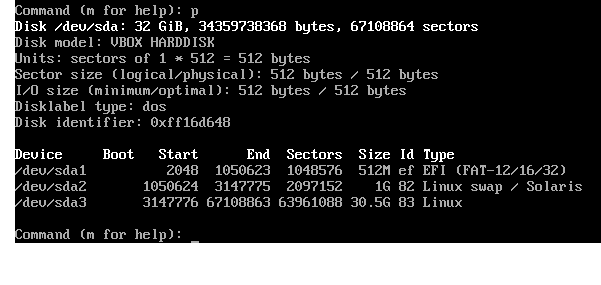 Command (m for help): p
Disk /dev/sda: 32 GiB, 34359738368 bytes, 67108864 sectors
Disk model: VBOX HARDDISK
Units: sectors of 1 * 512 = 512 bytes
Sector size (logical/physical): 512 bytes / 512 bytes
I/O size (minimum/optimal): 512 bytes / 512 bytes
Disklabel type: dos
Disk identifier: 0xff16d648
Device     Boot   Start      End  Sectors  Size Id Type
/dev/sda1          2048  1050623  1048576  512M ef EFI (FAT-12/16/32)
/dev/sda2       1050624  3147775  2097152    1G 82 Linux swap / Solaris
/dev/sda3       3147776 67108863 63961088 30.5G 83 Linux
Command (m for help): _